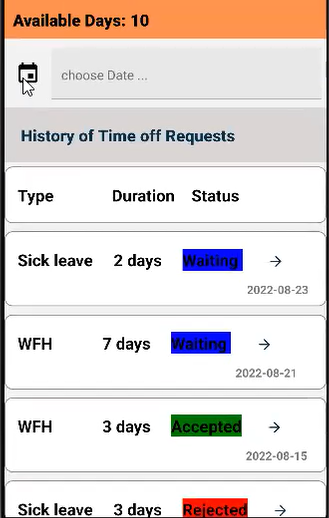 Available Days: 10
choose Date ...
History of Time off Requests
Type Duration Status
Sick leave 2 days Waiting →
2022-08-23
WFH 7 days Waiting →
2022-08-21
WFH 3 days Accepted →
2022-08-15
Sick leave 3 days Rejected →